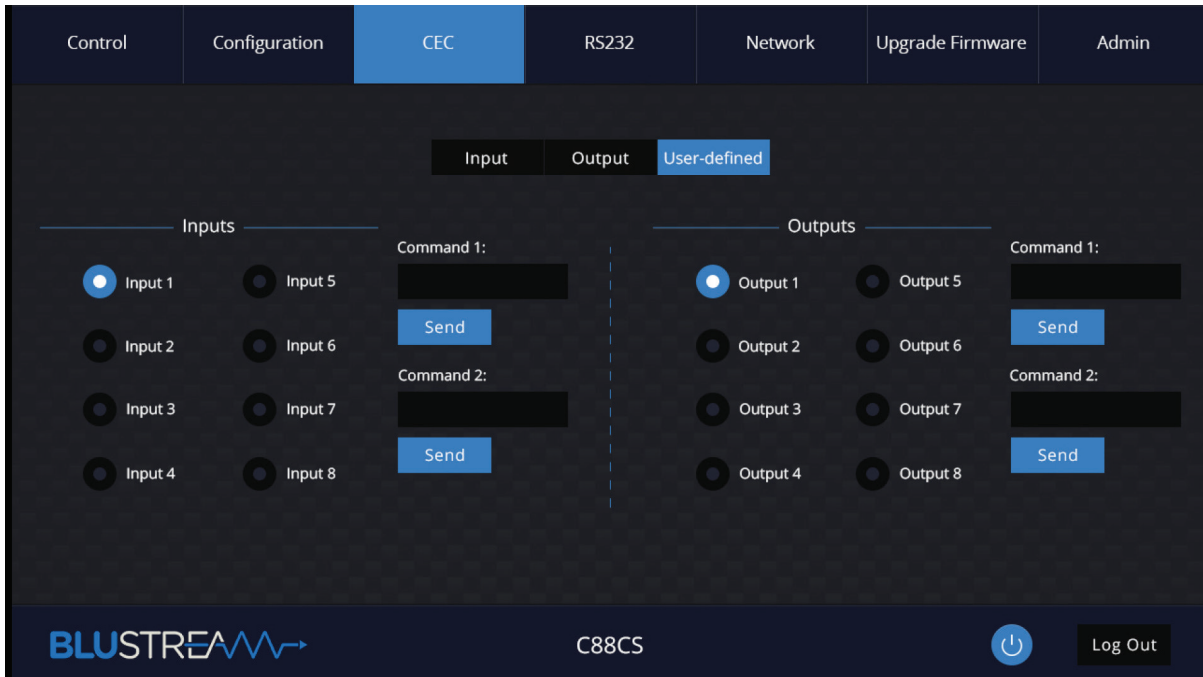 Control Configuration CEC RS232 Network Upgrade Firmware Admin
Input Output User-defined
Inputs
Input 1 Input 5
Input 2 Input 6
Input 3 Input 7
Input 4 Input 8
Command 1:
Send
Command 2:
Send
Outputs
Output 1 Output 5
Output 2 Output 6
Output 3 Output 7
Output 4 Output 8
Command 1:
Send
Command 2:
Send
BLUSTREAM C88CS Log Out